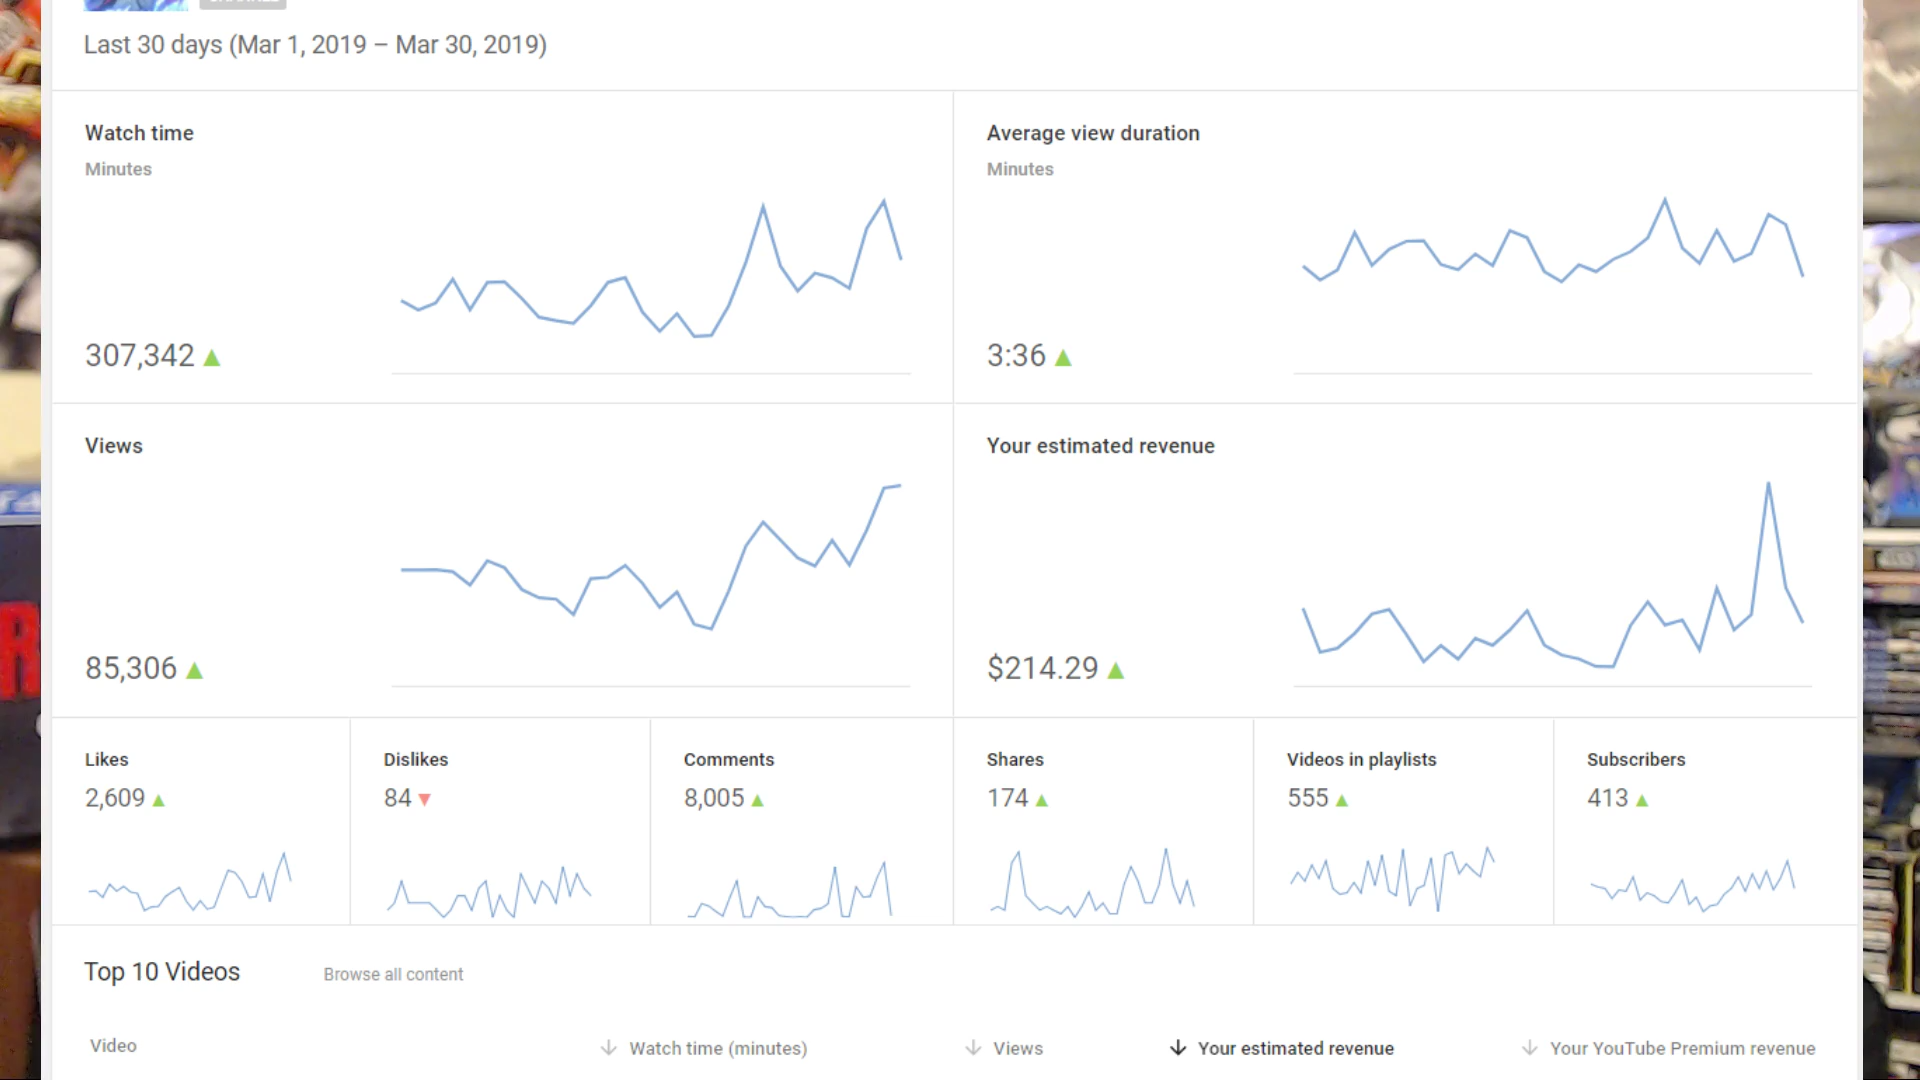 Last 30 days (Mar 1, 2019 – Mar 30, 2019)
Watch time
Minutes
307,342
Average view duration
Minutes
3:36
Views
85,306
Your estimated revenue
$214.29
Likes
2,609
Dislikes
84
Comments
8,005
Shares
174
Videos in playlists
555
Subscribers
413
Top 10 Videos
Browse all content
Video
Watch time (minutes)
Views
Your estimated revenue
Your YouTube Premium revenue